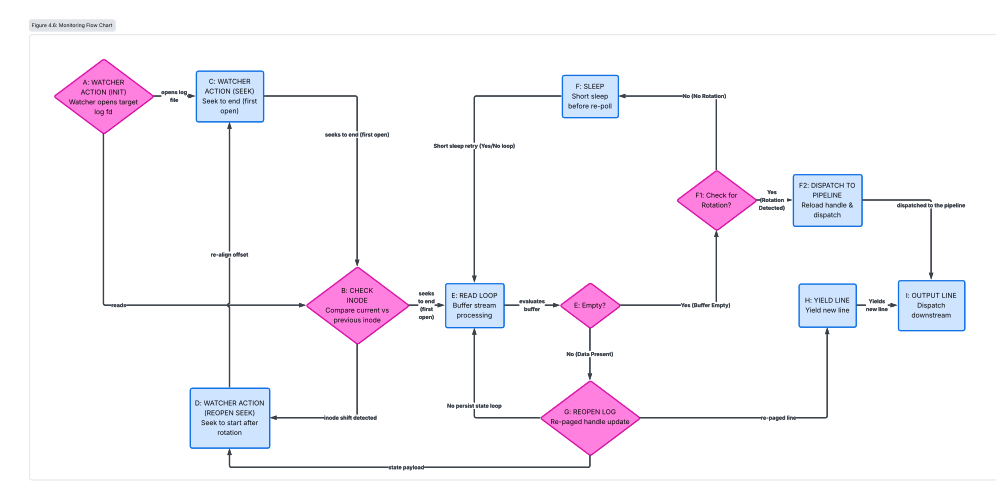 Figure 4.6: Monitoring Flow Chart
A: WATCHER
ACTION (INIT)
Watcher opens target
log fd
opens log
file
C: WATCHER
ACTION (SEEK)
Seek to end (first
open)
seeks to end (first open)
F: SLEEP
Short sleep
before re-poll
No (No Rotation)
Short sleep retry (Yes/No loop)
F1: Check for
Rotation?
Yes
(Rotation
Detected)
F2: DISPATCH TO
PIPELINE
Reload handle &
dispatch
dispatched to the pipeline
re-align offset
reads
B: CHECK
INODE
Compare current vs
previous inode
seeks
to end
(first
open)
E: READ LOOP
Buffer stream
processing
evaluates
buffer
E: Empty?
Yes (Buffer Empty)
H: YIELD LINE
Yield new line
Yields
new line
I: OUTPUT LINE
Dispatch
downstream
No (Data Present)
D: WATCHER ACTION
(REOPEN SEEK)
Seek to start after
rotation
inode shift detected
No persist state loop
G: REOPEN LOG
Re-paged handle update
re-paged line
state payload